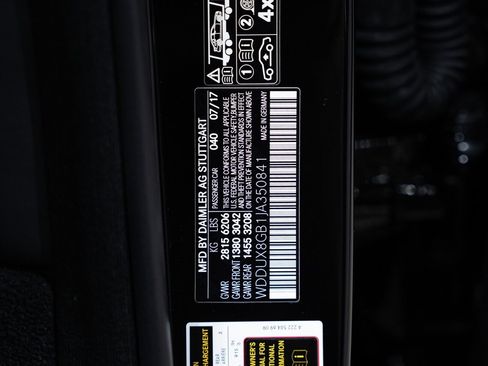 4x
MFD BY DAIMLER AG STUTTGART
PASSENGER CAR 040 07/17
KG LBS
GVWR 2815 6206
GAWR FRONT 1380 3042
GAWR REAR 1455 3208
THIS VEHICLE CONFORMS TO ALL APPLICABLE
U.S. FEDERAL MOTOR VEHICLE SAFETY, BUMPER
AND THEFT PREVENTION STANDARDS IN EFFECT
ON THE DATE OF MANUFACTURE SHOWN ABOVE
WDDUX8GB1JA350841 MADE IN GERMANY